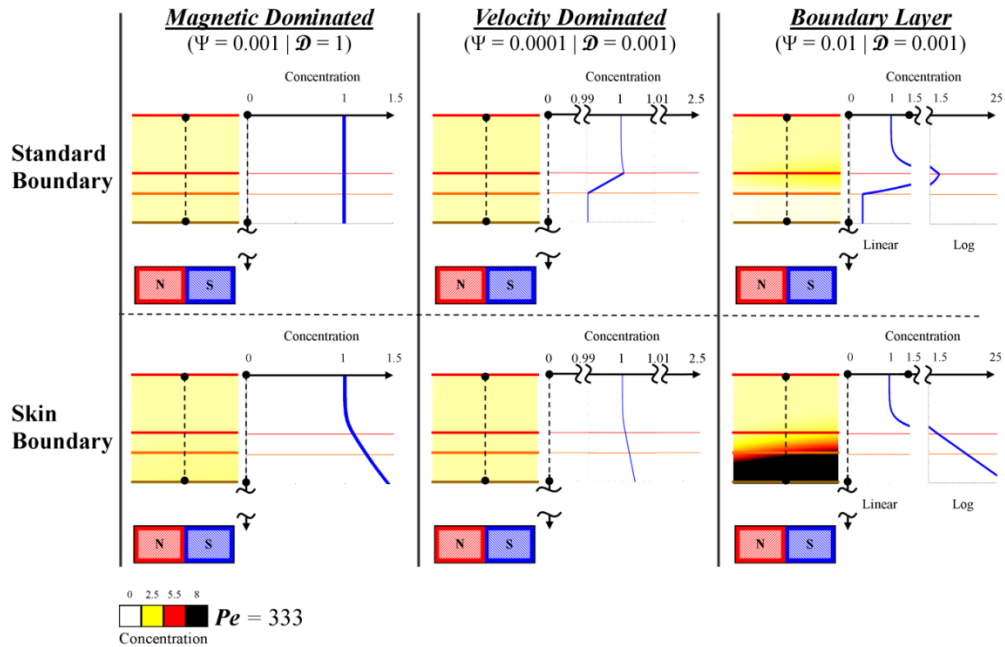 Magnetic Dominated
(Ψ = 0.001 | 𝓓 = 1)
Velocity Dominated
(Ψ = 0.0001 | 𝓓 = 0.001)
Boundary Layer
(Ψ = 0.01 | 𝓓 = 0.001)
Standard
Boundary
Concentration
0 1 1.5
N S
Concentration
0 0.99 1 1.01 2.5
N S
Concentration
0 1 1.5 1.5 25
Linear Log
N S
Skin
Boundary
Concentration
0 1 1.5
N S
Concentration
0 0.99 1 1.01 2.5
N S
Concentration
0 1 1.5 1.5 25
Linear Log
N S
0 2.5 5.5 8
Pe = 333
Concentration